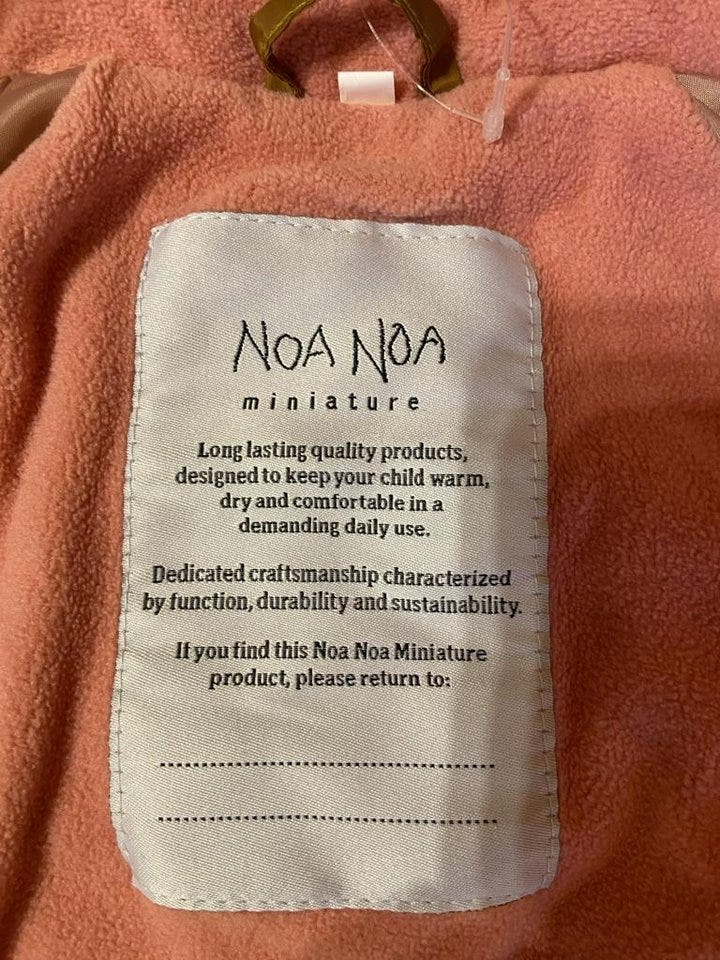 NOA NOA
miniature
Long lasting quality products,
designed to keep your child warm,
dry and comfortable in a
demanding daily use.
Dedicated craftsmanship characterized
by function, durability and sustainability.
If you find this Noa Noa Miniature
product, please return to: